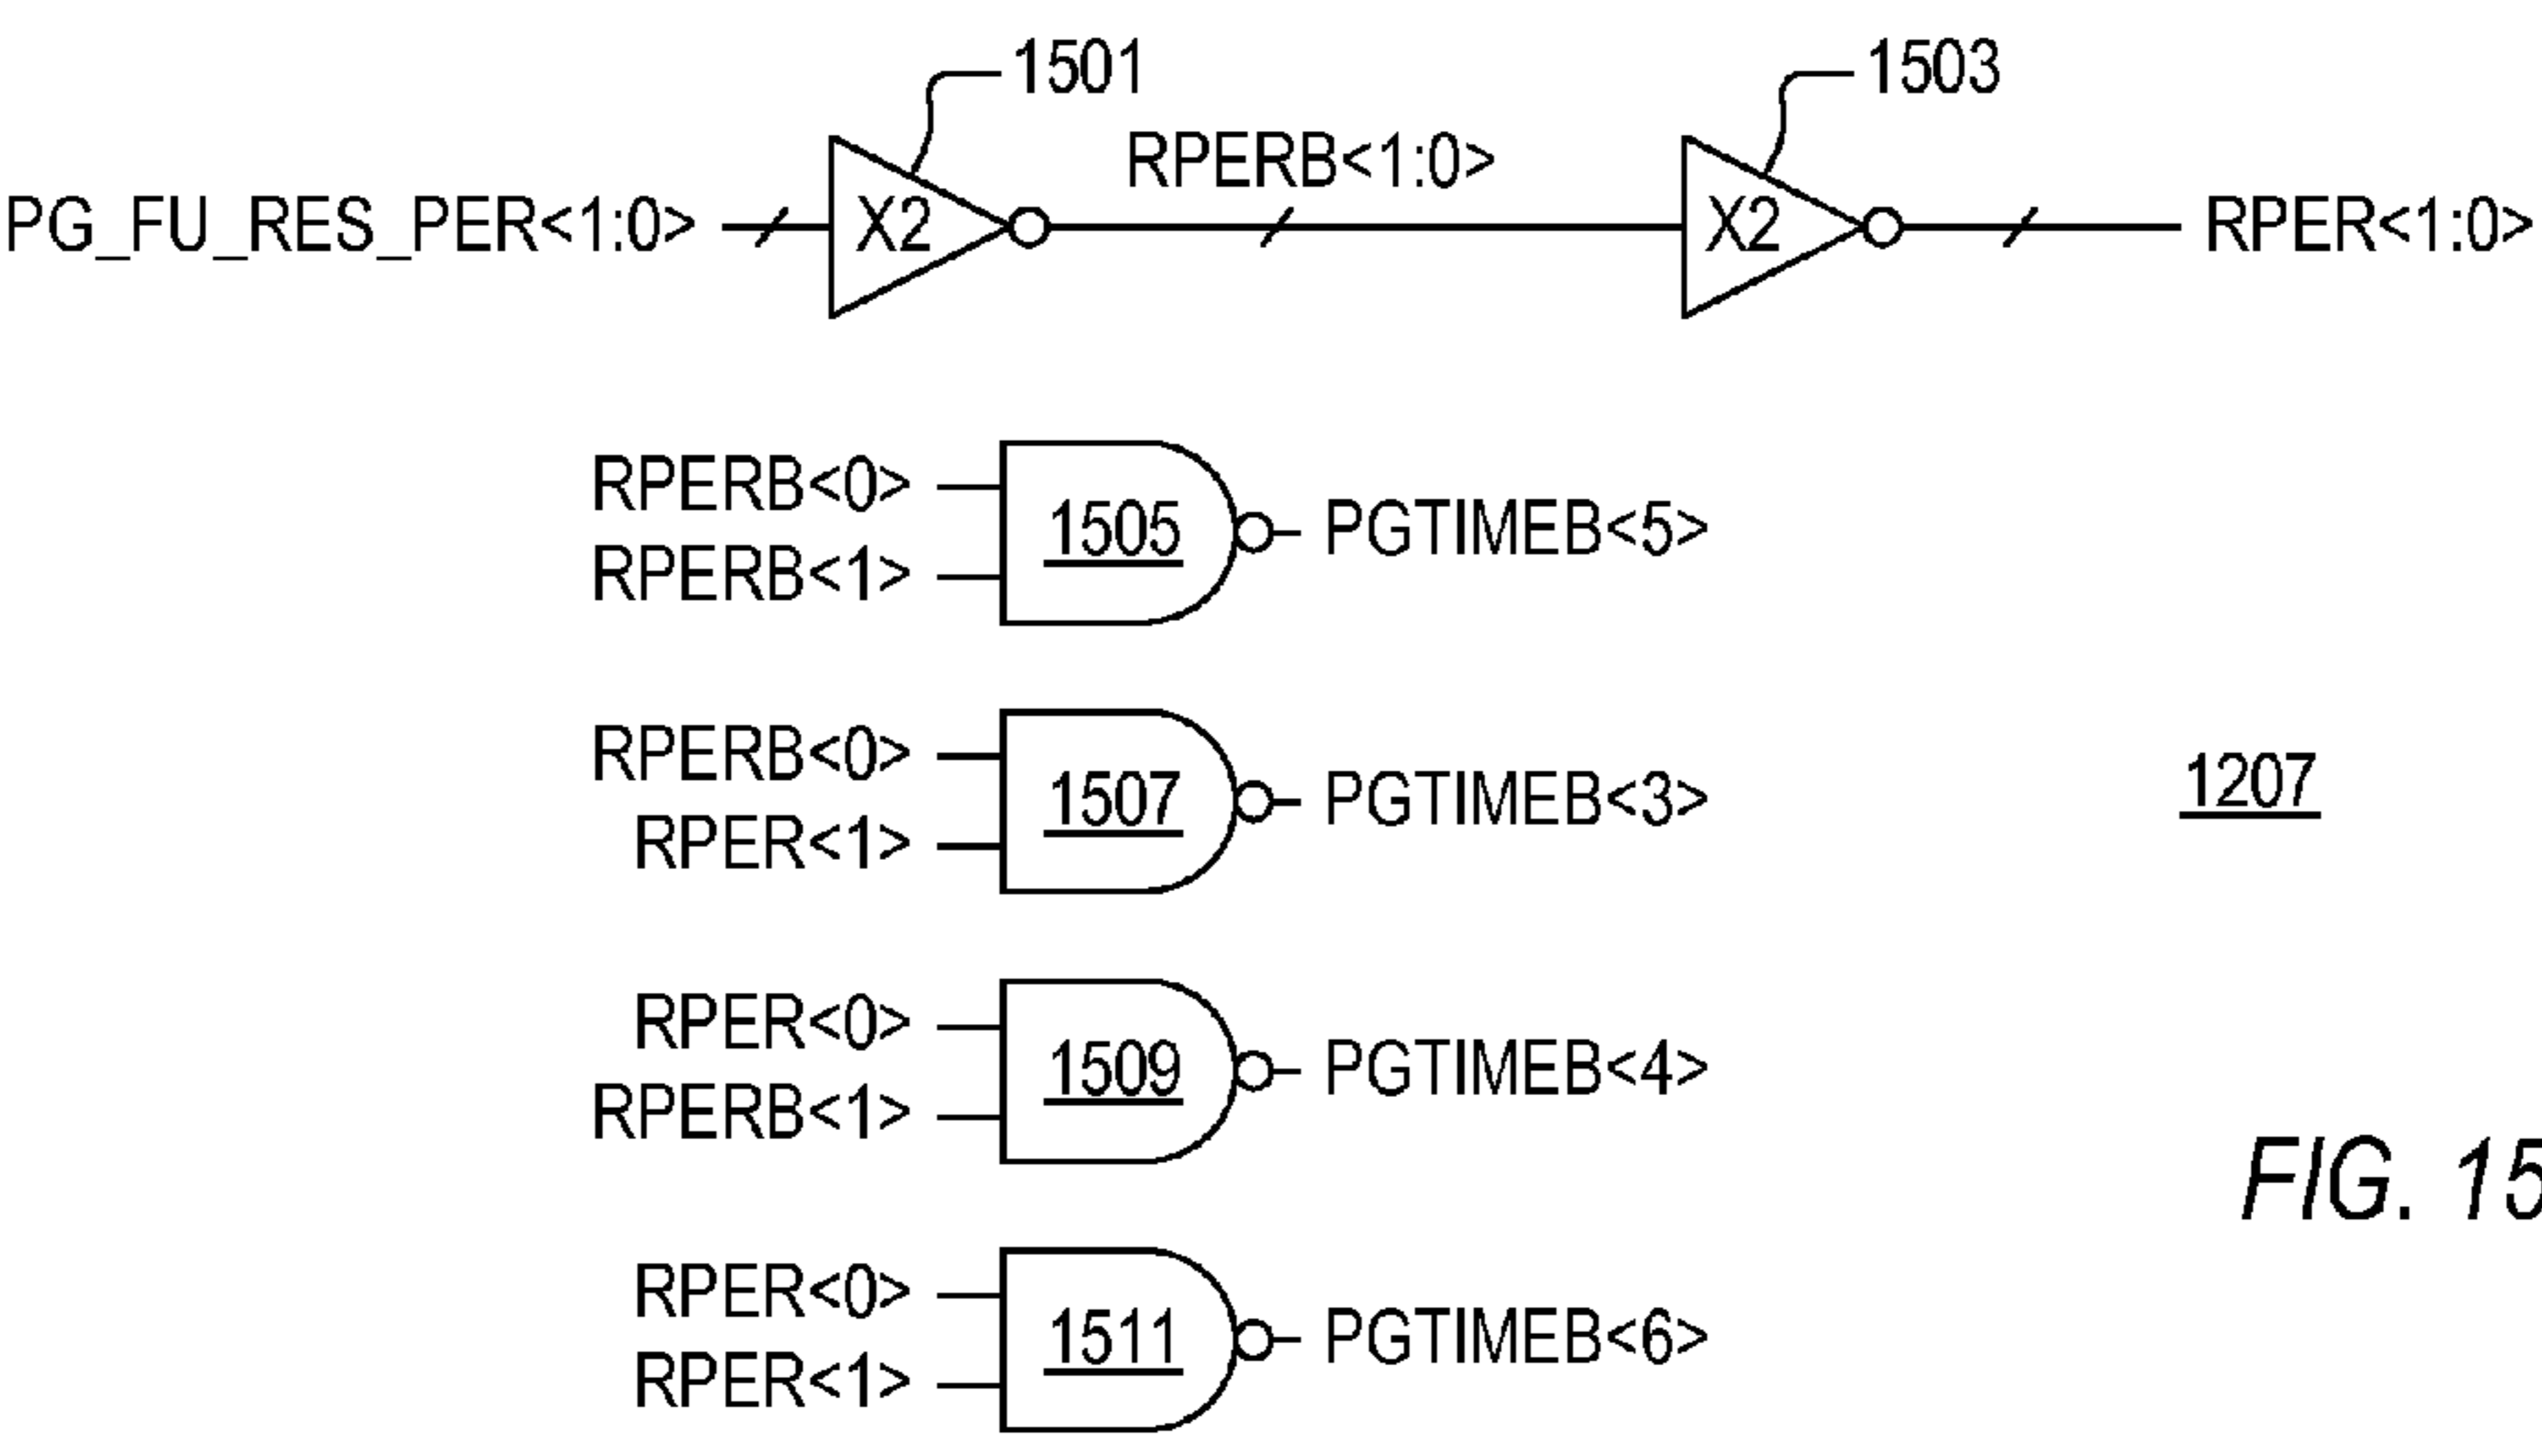 1501
1503
PG_FU_RES_PER<1:0>
X2
RPERB<1:0>
X2
RPER<1:0>
RPERB<0>
RPERB<1>
1505
PGTIMEB<5>
RPERB<0>
RPER<1>
1507
PGTIMEB<3>
1207
RPER<0>
RPERB<1>
1509
PGTIMEB<4>
FIG. 15
RPER<0>
RPER<1>
1511
PGTIMEB<6>